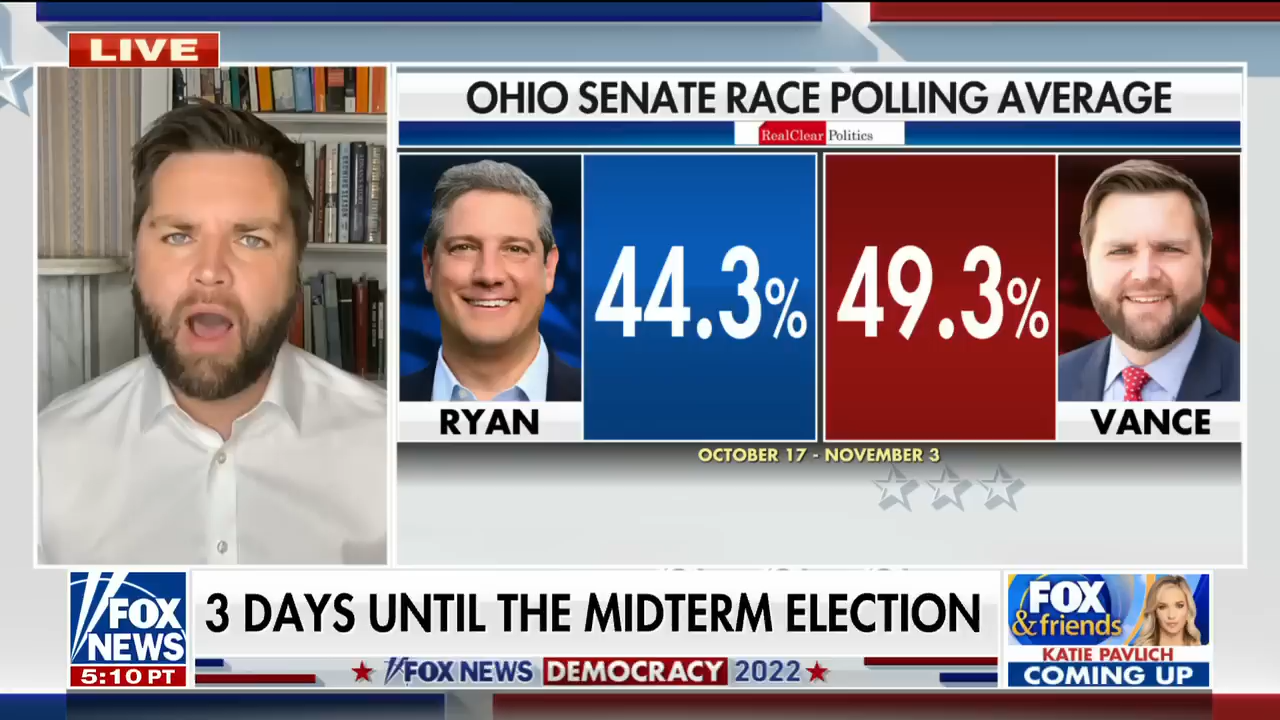 LIVE
OHIO SENATE RACE POLLING AVERAGE
RealClear Politics
44.3%
49.3%
RYAN
VANCE
OCTOBER 17 - NOVEMBER 3
FOX
NEWS
5:10 PT
3 DAYS UNTIL THE MIDTERM ELECTION
FOX NEWS DEMOCRACY 2022
FOX
& friends
KATIE PAVLICH
COMING UP